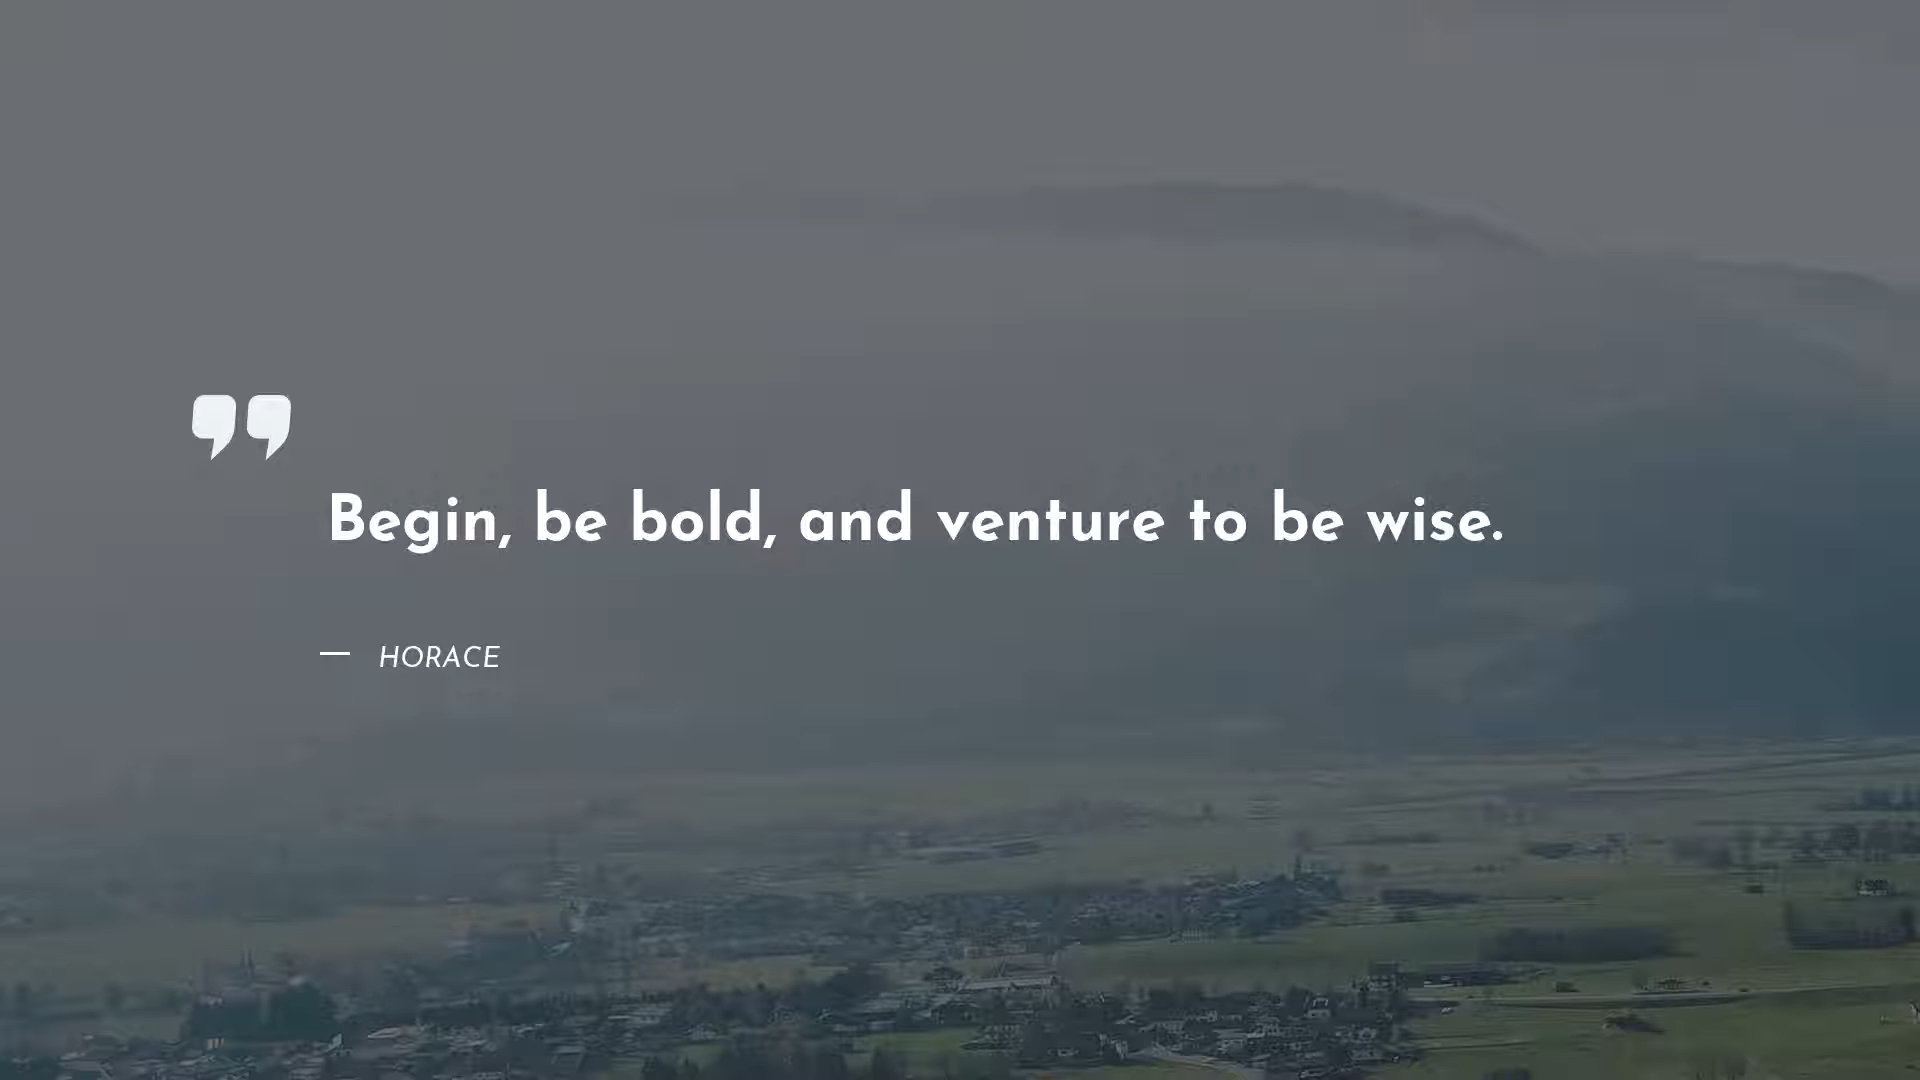 Begin, be bold, and venture to be wise.
— HORACE